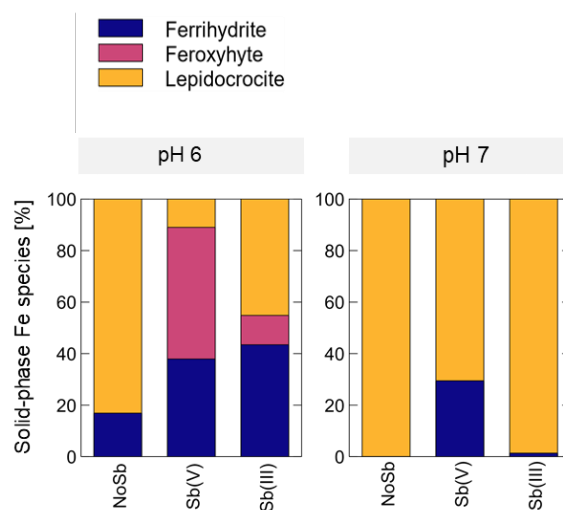 Ferrihydrite
Feroxyhyte
Lepidocrocite
pH 6
pH 7
Solid-phase Fe species [%]
100
80
60
40
20
0
NoSb
Sb(V)
Sb(III)
100
80
60
40
20
0
NoSb
Sb(V)
Sb(III)